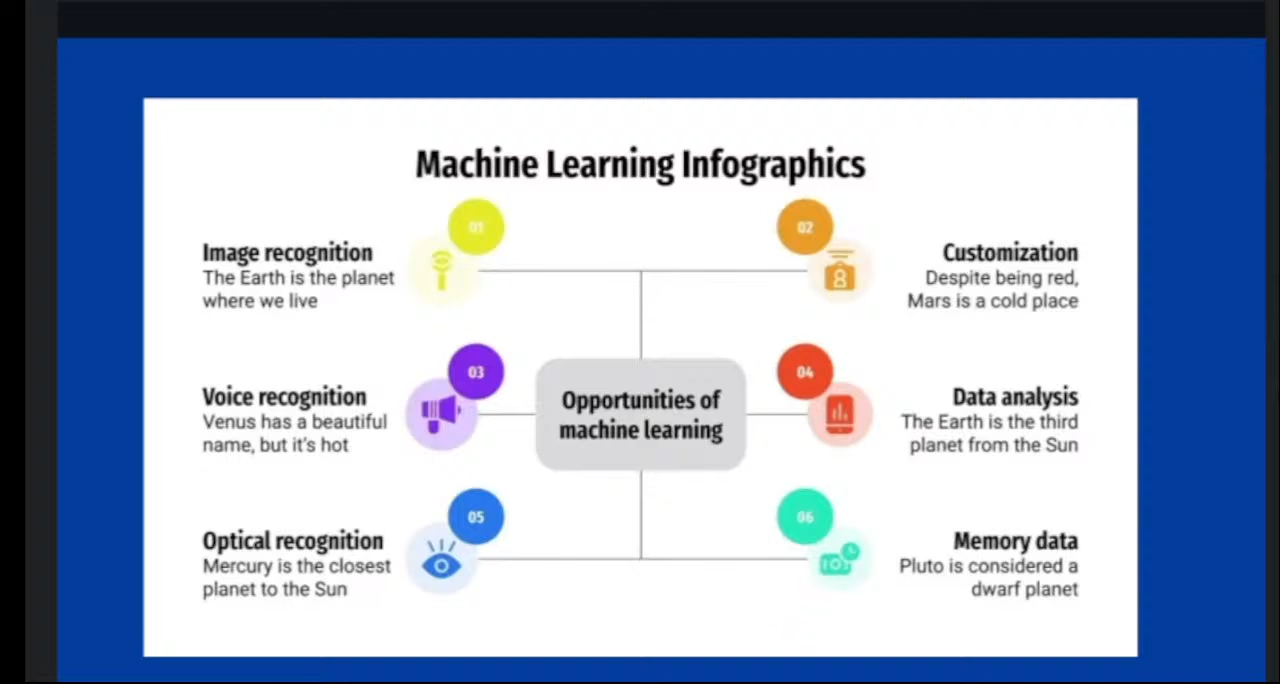 Machine Learning Infographics
01
Image recognition
The Earth is the planet
where we live
02
Customization
Despite being red,
Mars is a cold place
03
Voice recognition
Venus has a beautiful
name, but it's hot
Opportunities of
machine learning
04
Data analysis
The Earth is the third
planet from the Sun
05
Optical recognition
Mercury is the closest
planet to the Sun
06
Memory data
Pluto is considered a
dwarf planet